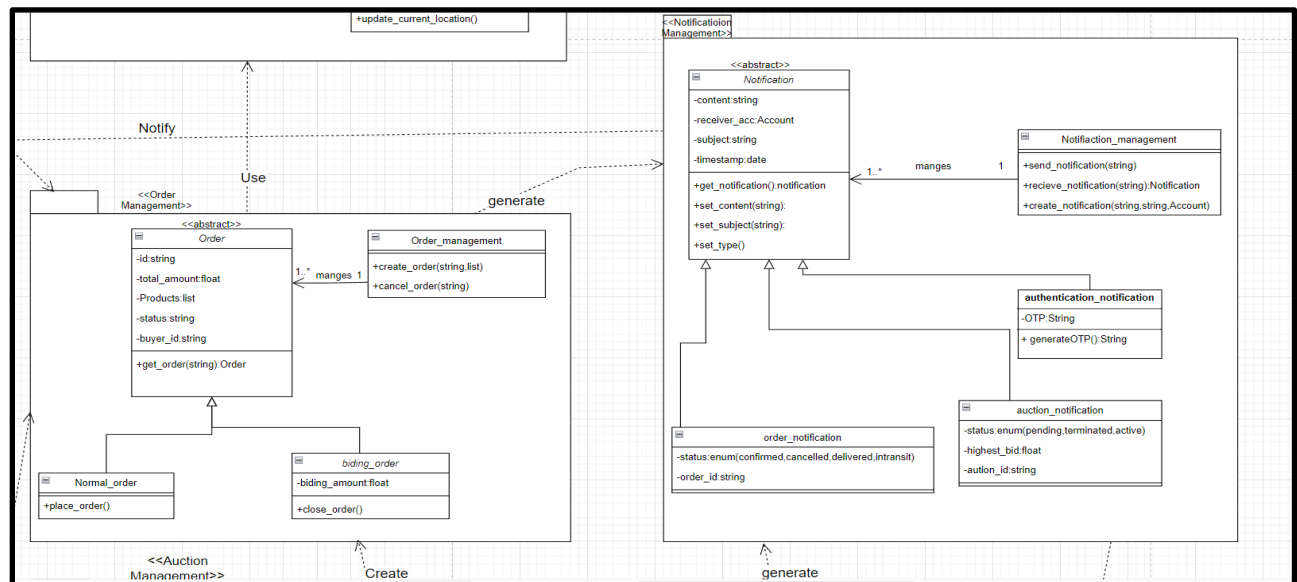 +update_current_location()
<<Notificatioion
Management>>
Notify
Use
generate
<<Order
Management>>
<<abstract>>
Order
-id:string
-total_amount:float
-Products:list
-status:string
-buyer_id:string
+get_order(string):Order
Order_management
+create_order(string,list)
+cancel_order(string)
1..* manges 1
Normal_order
+place_order()
biding_order
-biding_amount:float
+close_order()
<<abstract>>
Notification
-content:string
-receiver_acc:Account
-subject:string
-timestamp:date
+get_notification():notification
+set_content(string):
+set_subject(string):
+set_type()
1..* manges 1
Notifiaction_management
+send_notification(string)
+recieve_notification(string):Notification
+create_notification(string,string,Account)
authentication_notification
-OTP:String
+ generateOTP():String
order_notification
-status:enum(confirmed,cancelled,delivered,intransit)
-order_id:string
auction_notification
-status:enum(pending,terminated,active)
-highest_bid:float
-aution_id:string
<<Auction
Management>>
Create
generate